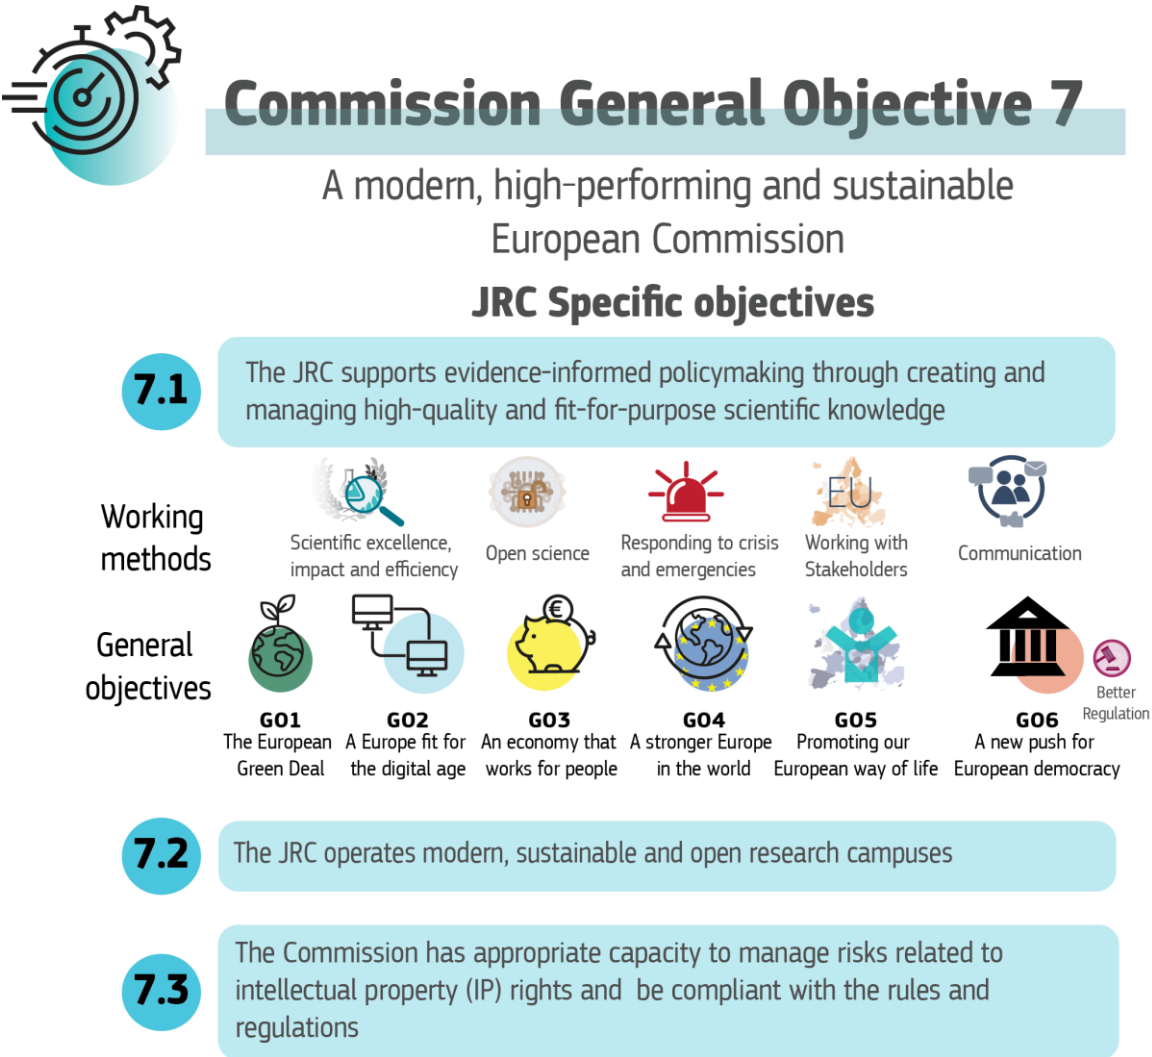 Commission General Objective 7
A modern, high-performing and sustainable
European Commission
JRC Specific objectives
7.1
The JRC supports evidence-informed policymaking through creating and
managing high-quality and fit-for-purpose scientific knowledge
Working
methods
Scientific excellence,
impact and efficiency
Open science
Responding to crisis
and emergencies
EU
Working with
Stakeholders
Communication
General
objectives
€
GO1
The European
Green Deal
GO2
A Europe fit for
the digital age
GO3
An economy that
works for people
GO4
A stronger Europe
in the world
GO5
Promoting our
European way of life
GO6
A new push for
European democracy
Better
Regulation
7.2
The JRC operates modern, sustainable and open research campuses
7.3
The Commission has appropriate capacity to manage risks related to
intellectual property (IP) rights and be compliant with the rules and
regulations